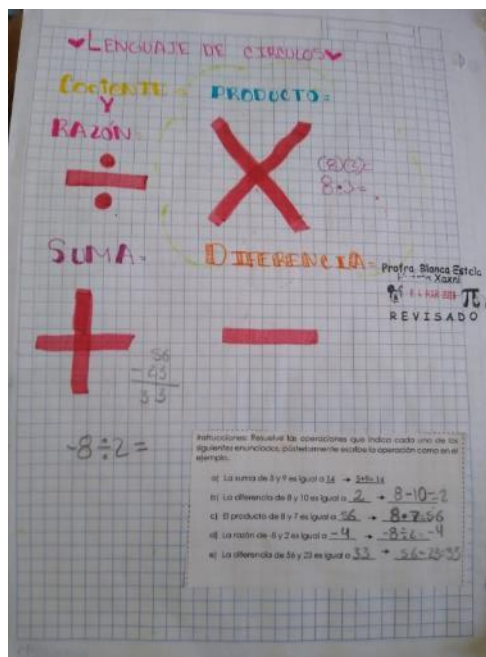 LENGUAJE DE CIRCULOS
COCIENTE = PRODUCTO=
Y
RAZÓN=
÷ X
(8)(3)=
8·3=
SUMA= DIFERENCIA=
Profra. Blanca Estela
Xaxni
π
REVISADO
+ −
56
- 23
33
-8÷2=
Instrucciones: Resuelve las operaciones que indica cada uno de los
siguientes enunciados, posteriormente escribe la operación como en el
ejemplo.
a) La suma de 5 y 9 es igual a 14 → 5+9=14
b) La diferencia de 8 y 10 es igual a 2 → 8-10=2
c) El producto de 8 y 7 es igual a 56 → 8•7=56
d) La razón de -8 y 2 es igual a -4 → -8÷2=-4
e) La diferencia de 56 y 23 es igual a 33 → 56-23=33